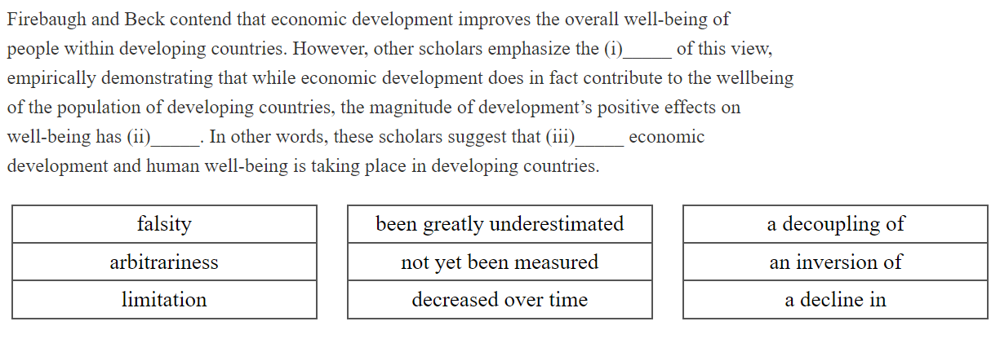 Firebaugh and Beck contend that economic development improves the overall well-being of
people within developing countries. However, other scholars emphasize the (i)_____ of this view,
empirically demonstrating that while economic development does in fact contribute to the wellbeing
of the population of developing countries, the magnitude of development’s positive effects on
well-being has (ii)_____. In other words, these scholars suggest that (iii)_____ economic
development and human well-being is taking place in developing countries.
falsity
arbitrariness
limitation
been greatly underestimated
not yet been measured
decreased over time
a decoupling of
an inversion of
a decline in